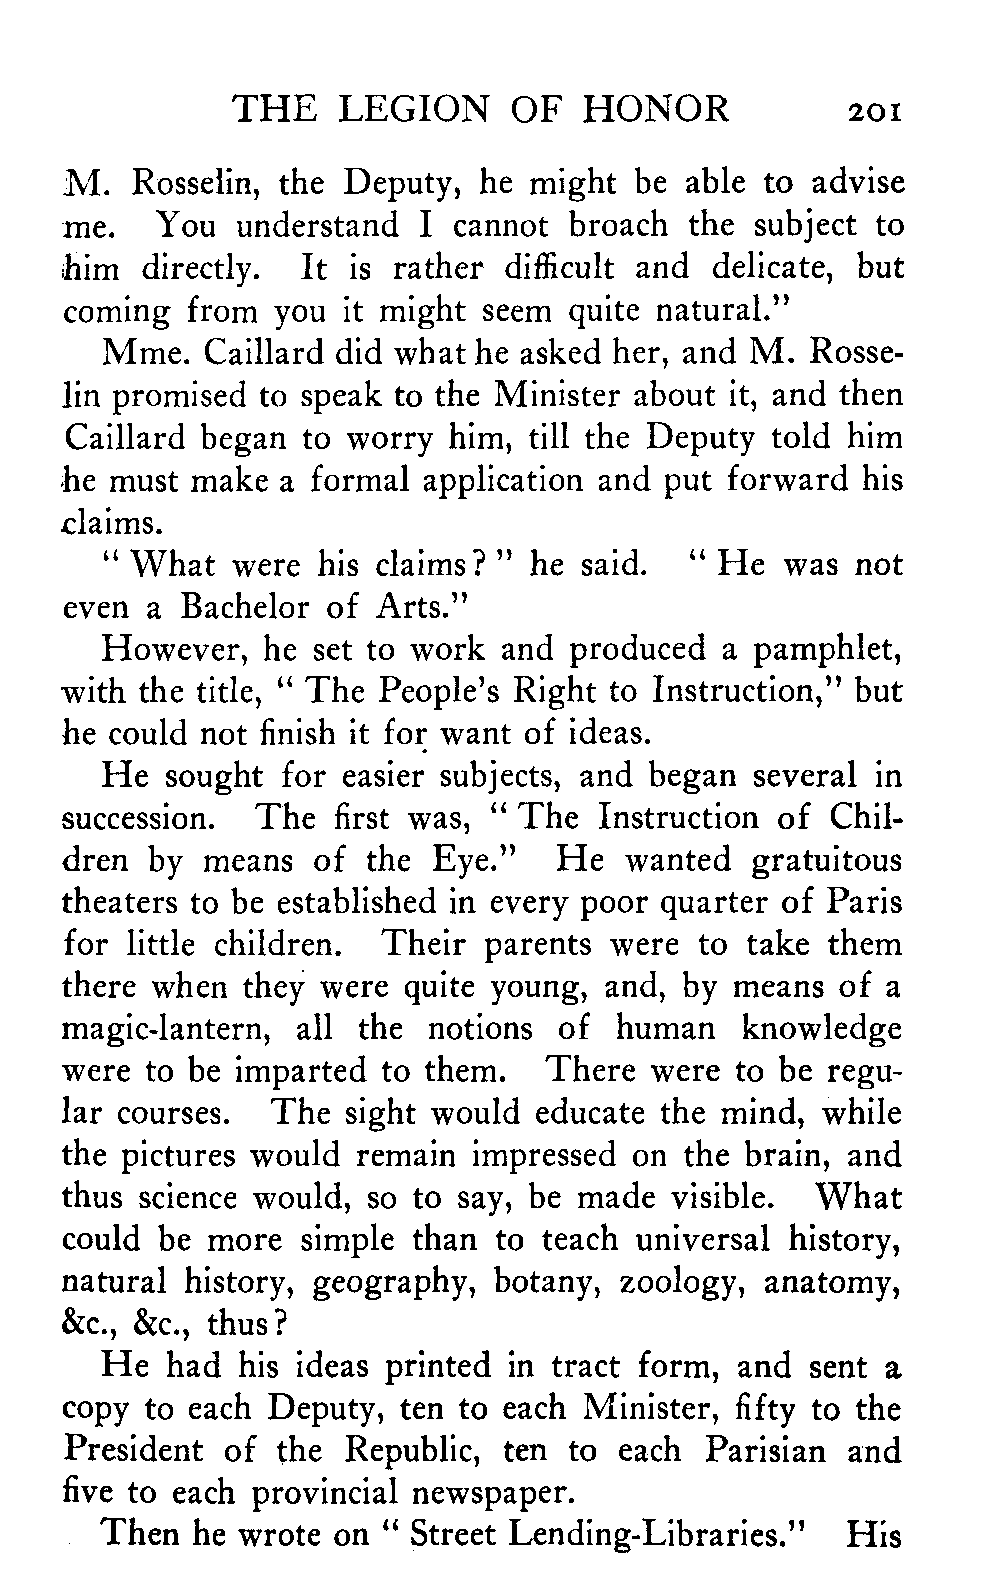 THE LEGION OF HONOR 201
M. Rosselin, the Deputy, he might be able to advise
me. You understand I cannot broach the subject to
him directly. It is rather difficult and delicate, but
coming from you it might seem quite natural."
Mme. Caillard did what he asked her, and M. Rosse-
lin promised to speak to the Minister about it, and then
Caillard began to worry him, till the Deputy told him
he must make a formal application and put forward his
claims.
" What were his claims? " he said. " He was not
even a Bachelor of Arts."
However, he set to work and produced a pamphlet,
with the title, " The People's Right to Instruction," but
he could not finish it for want of ideas.
He sought for easier subjects, and began several in
succession. The first was, " The Instruction of Chil-
dren by means of the Eye." He wanted gratuitous
theaters to be established in every poor quarter of Paris
for little children. Their parents were to take them
there when they were quite young, and, by means of a
magic-lantern, all the notions of human knowledge
were to be imparted to them. There were to be regu-
lar courses. The sight would educate the mind, while
the pictures would remain impressed on the brain, and
thus science would, so to say, be made visible. What
could be more simple than to teach universal history,
natural history, geography, botany, zoology, anatomy,
&c., &c., thus?
He had his ideas printed in tract form, and sent a
copy to each Deputy, ten to each Minister, fifty to the
President of the Republic, ten to each Parisian and
five to each provincial newspaper.
Then he wrote on " Street Lending-Libraries." His